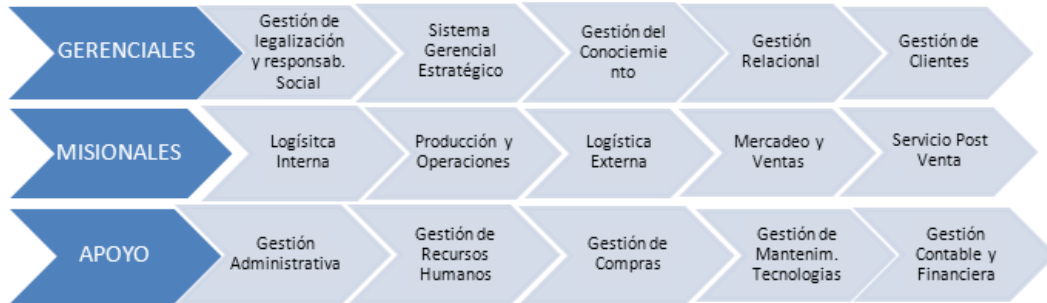 GERENCIALES
Gestión de
legalización
y responsab.
Social
Sistema
Gerencial
Estratégico
Gestión del
Conociemie
nto
Gestión
Relacional
Gestión de
Clientes
MISIONALES
Logísitca
Interna
Producción y
Operaciones
Logística
Externa
Mercadeo y
Ventas
Servicio Post
Venta
APOYO
Gestión
Administrativa
Gestión de
Recursos
Humanos
Gestión de
Compras
Gestión de
Mantenim.
Tecnologias
Gestión
Contable y
Financiera